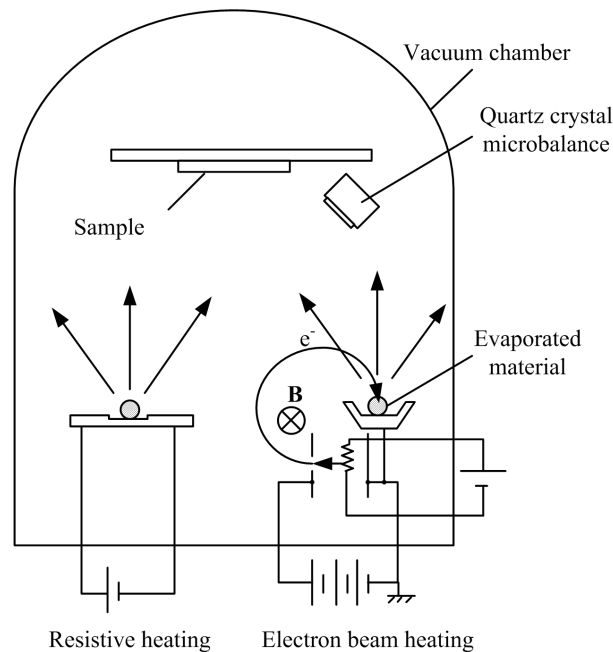 Vacuum chamber
Quartz crystal
microbalance
Sample
e-
Evaporated
material
B
Resistive heating
Electron beam heating